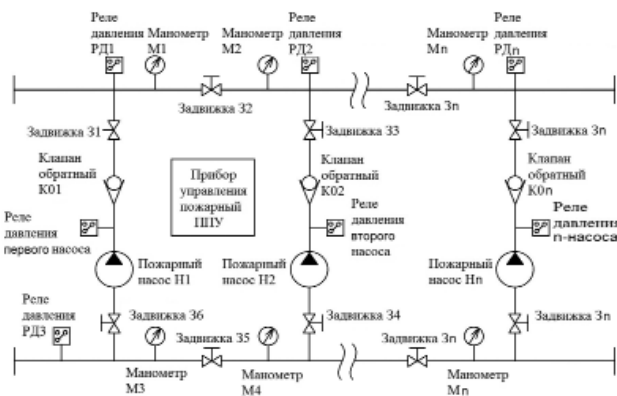 Реле
давления
РД1
Манометр
М1
Манометр
М2
Реле
давления
РД2
Манометр
Мn
Реле
давления
РДn
Задвижка З2
Задвижка Зn
Задвижка З1
Задвижка З3
Задвижка Зn
Клапан
обратный
К01
Прибор
управления
пожарный
ППУ
Клапан
обратный
К02
Клапан
обратный
К0n
Реле
давления
первого насоса
Реле
давления
второго
насоса
Реле
давления
n-насоса
Пожарный
насос Н1
Пожарный
насос Н2
Пожарный
насос Нn
Реле
давления
РД3
Задвижка З6
Задвижка З5
Задвижка З4
Задвижка Зn
Задвижка Зn
Манометр
М3
Манометр
М4
Манометр
Мn